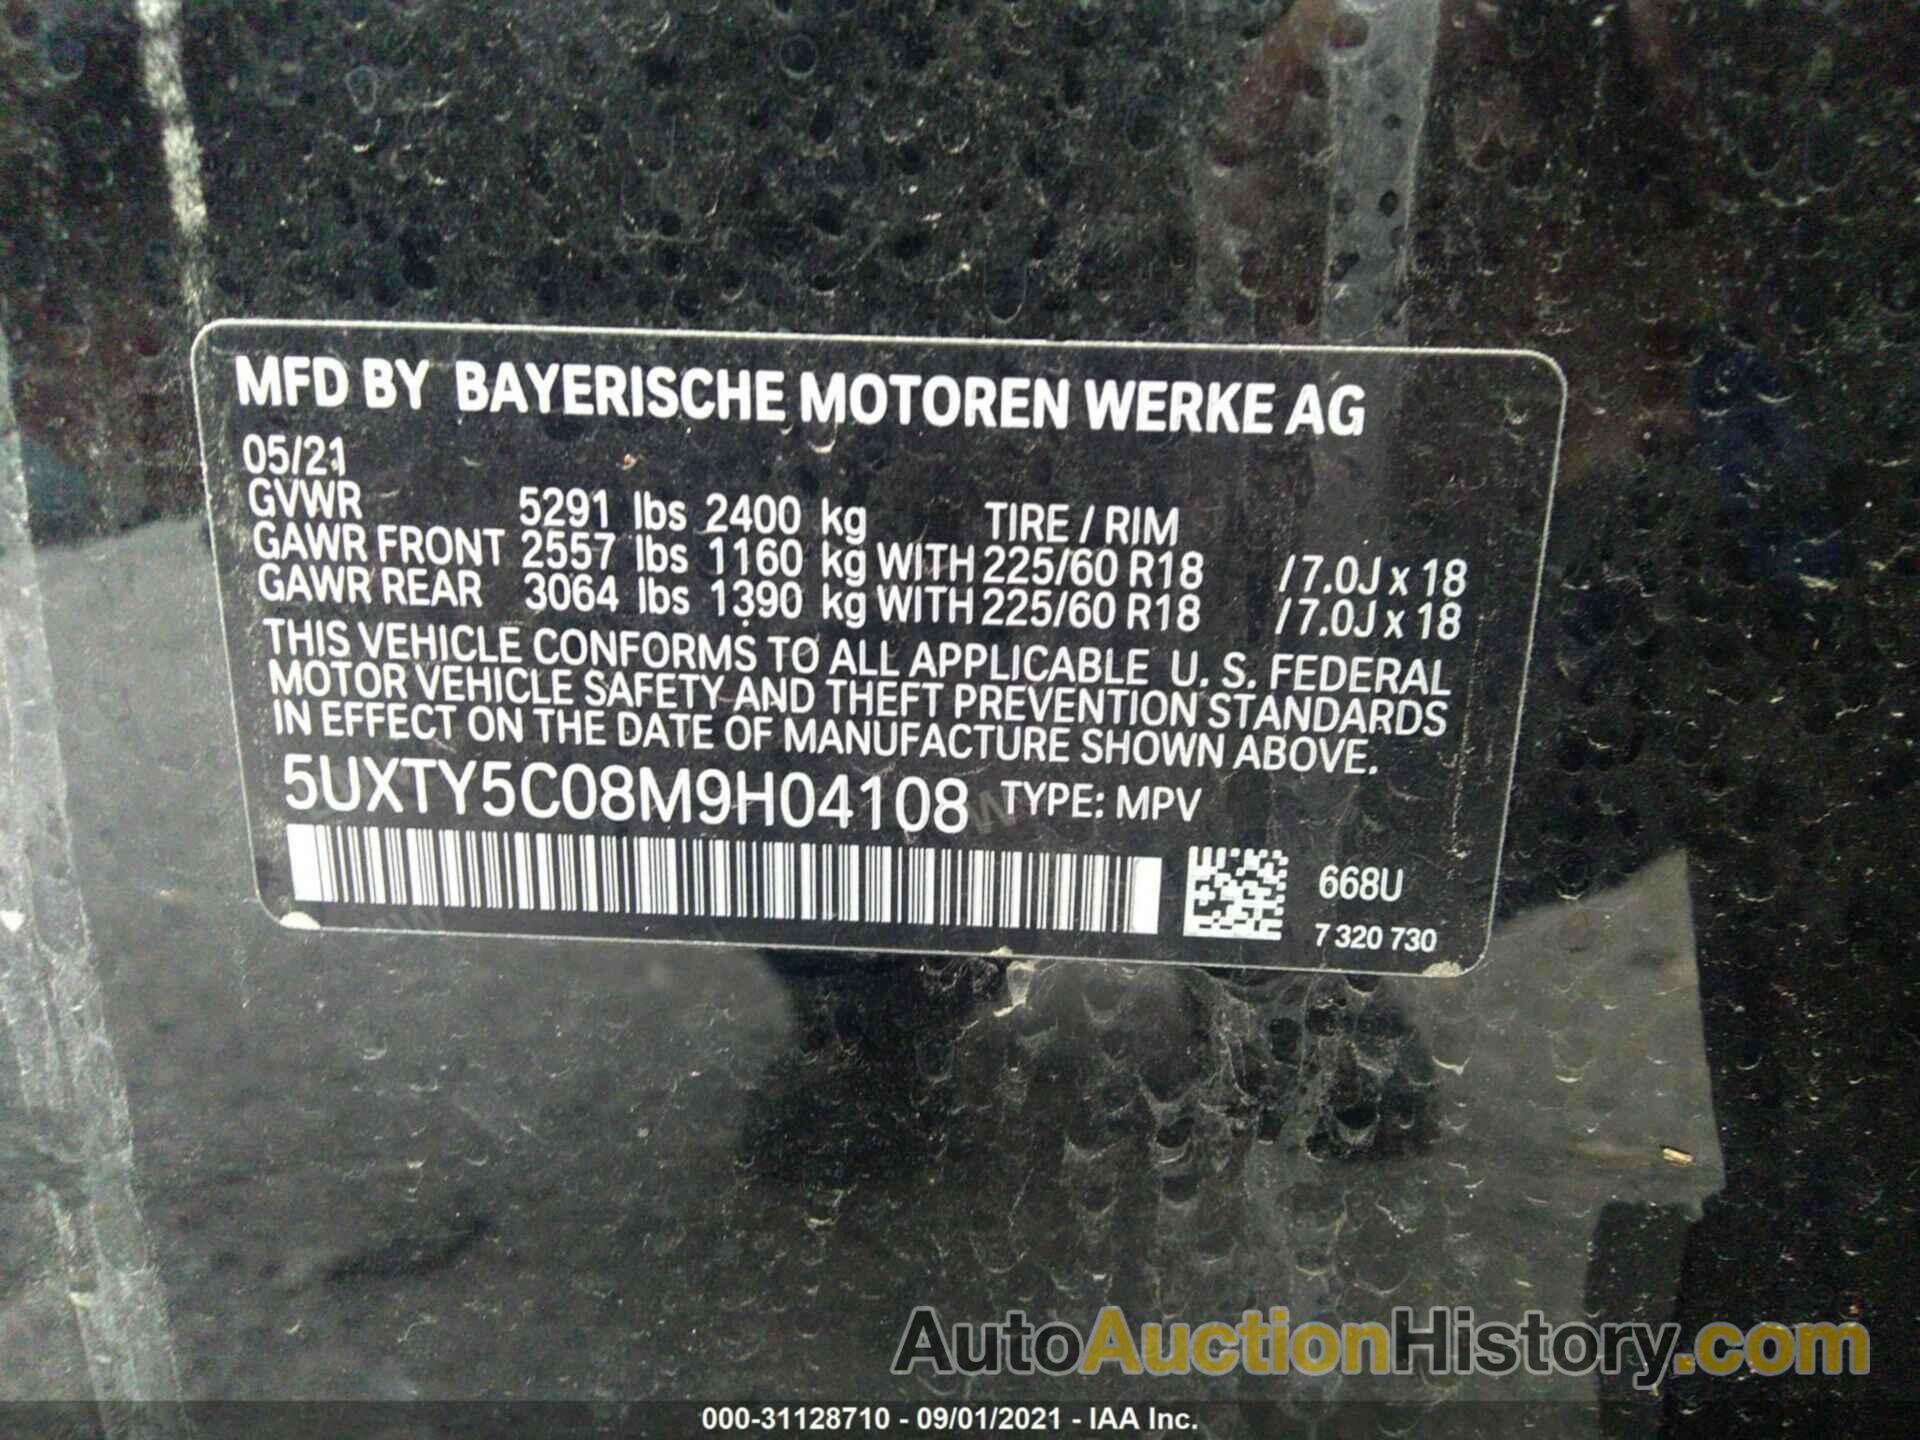 MFD BY BAYERISCHE MOTOREN WERKE AG
05/21
GVWR 5291 lbs 2400 kg TIRE / RIM
GAWR FRONT 2557 lbs 1160 kg WITH 225/60 R18 /7.0J x 18
GAWR REAR 3064 lbs 1390 kg WITH 225/60 R18 /7.0J x 18
THIS VEHICLE CONFORMS TO ALL APPLICABLE U. S. FEDERAL
MOTOR VEHICLE SAFETY AND THEFT PREVENTION STANDARDS
IN EFFECT ON THE DATE OF MANUFACTURE SHOWN ABOVE.
5UXTY5C08M9H04108 TYPE: MPV
668U
7 320 730
AutoAuctionHistory.com
000-31128710 - 09/01/2021 - IAA Inc.